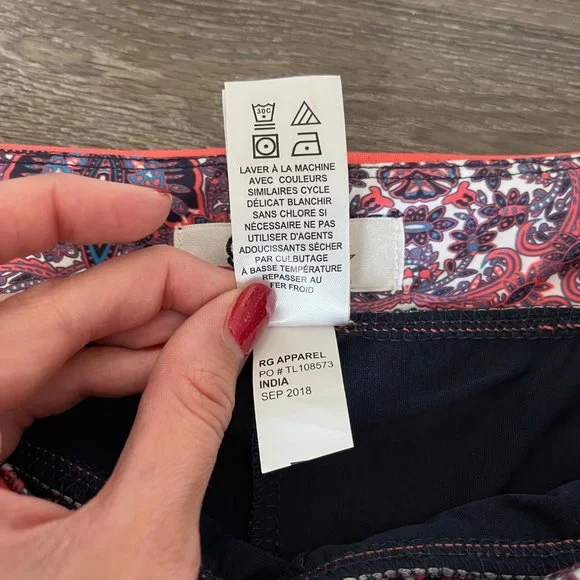 30C
LAVER À LA MACHINE
AVEC COULEURS
SIMILAIRES CYCLE
DÉLICAT BLANCHIR
SANS CHLORE SI
NÉCESSAIRE NE PAS
UTILISER D'AGENTS
ADOUCISSANTS SÉCHER
PAR CULBUTAGE
À BASSE TEMPÉRATURE
REPASSER AU
FER FROID
RG APPAREL
PO # TL108573
INDIA
SEP 2018